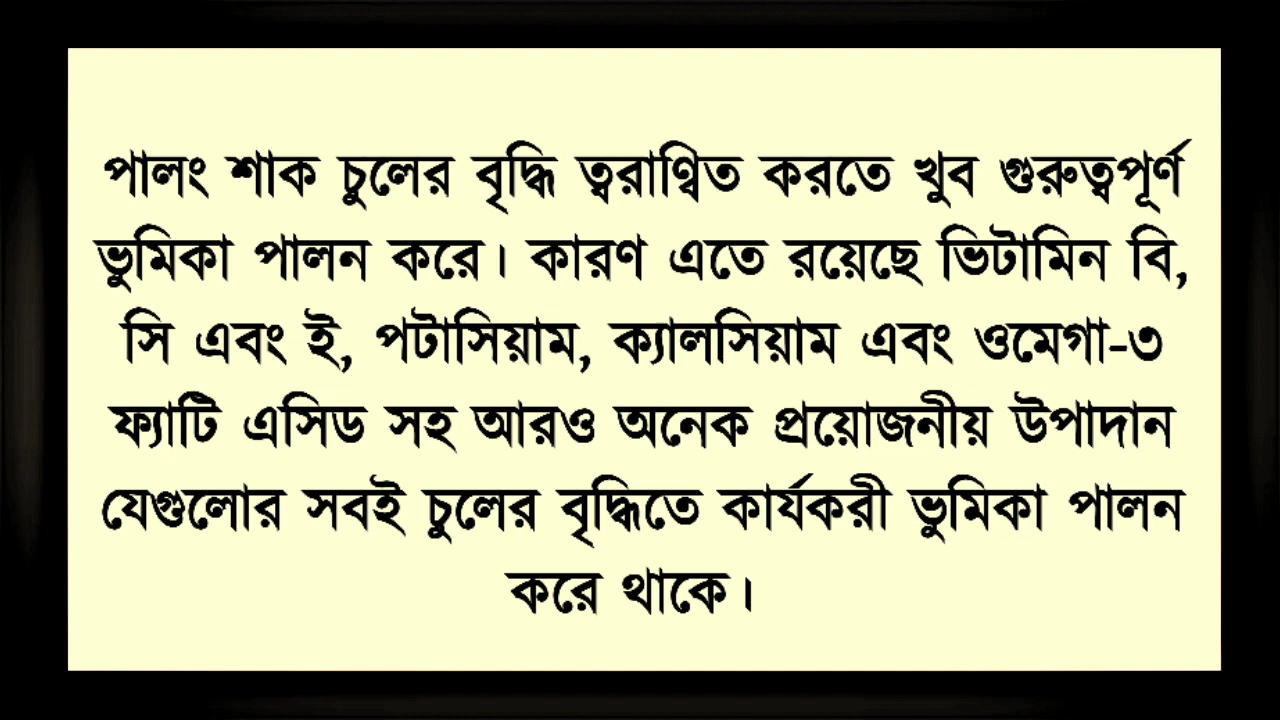 পালং শাক চুলের বৃদ্ধি ত্বরাণ্বিত করতে খুব গুরুত্বপূর্ণ
ভুমিকা পালন করে। কারণ এতে রয়েছে ভিটামিন বি,
সি এবং ই, পটাসিয়াম, ক্যালসিয়াম এবং ওমেগা-৩
ফ্যাটি এসিড সহ আরও অনেক প্রয়োজনীয় উপাদান
যেগুলোর সবই চুলের বৃদ্ধিতে কার্যকরী ভুমিকা পালন
করে থাকে।